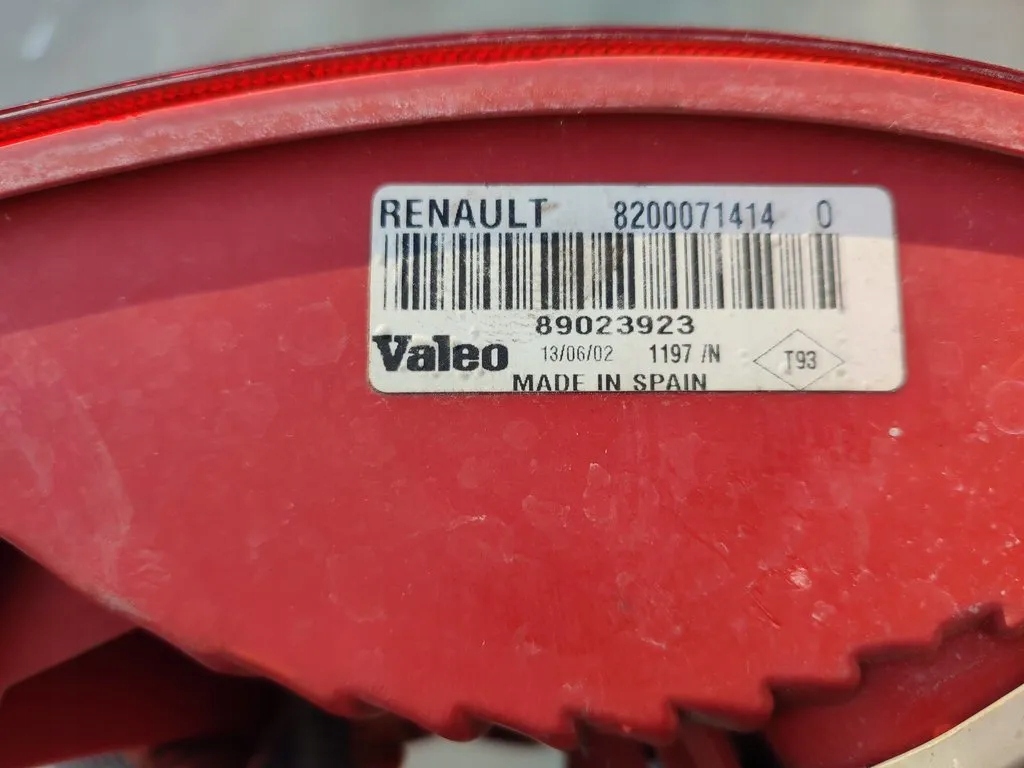 RENAULT 8200071414 0
89023923
Valeo 13/06/02 1197 /N T93
MADE IN SPAIN